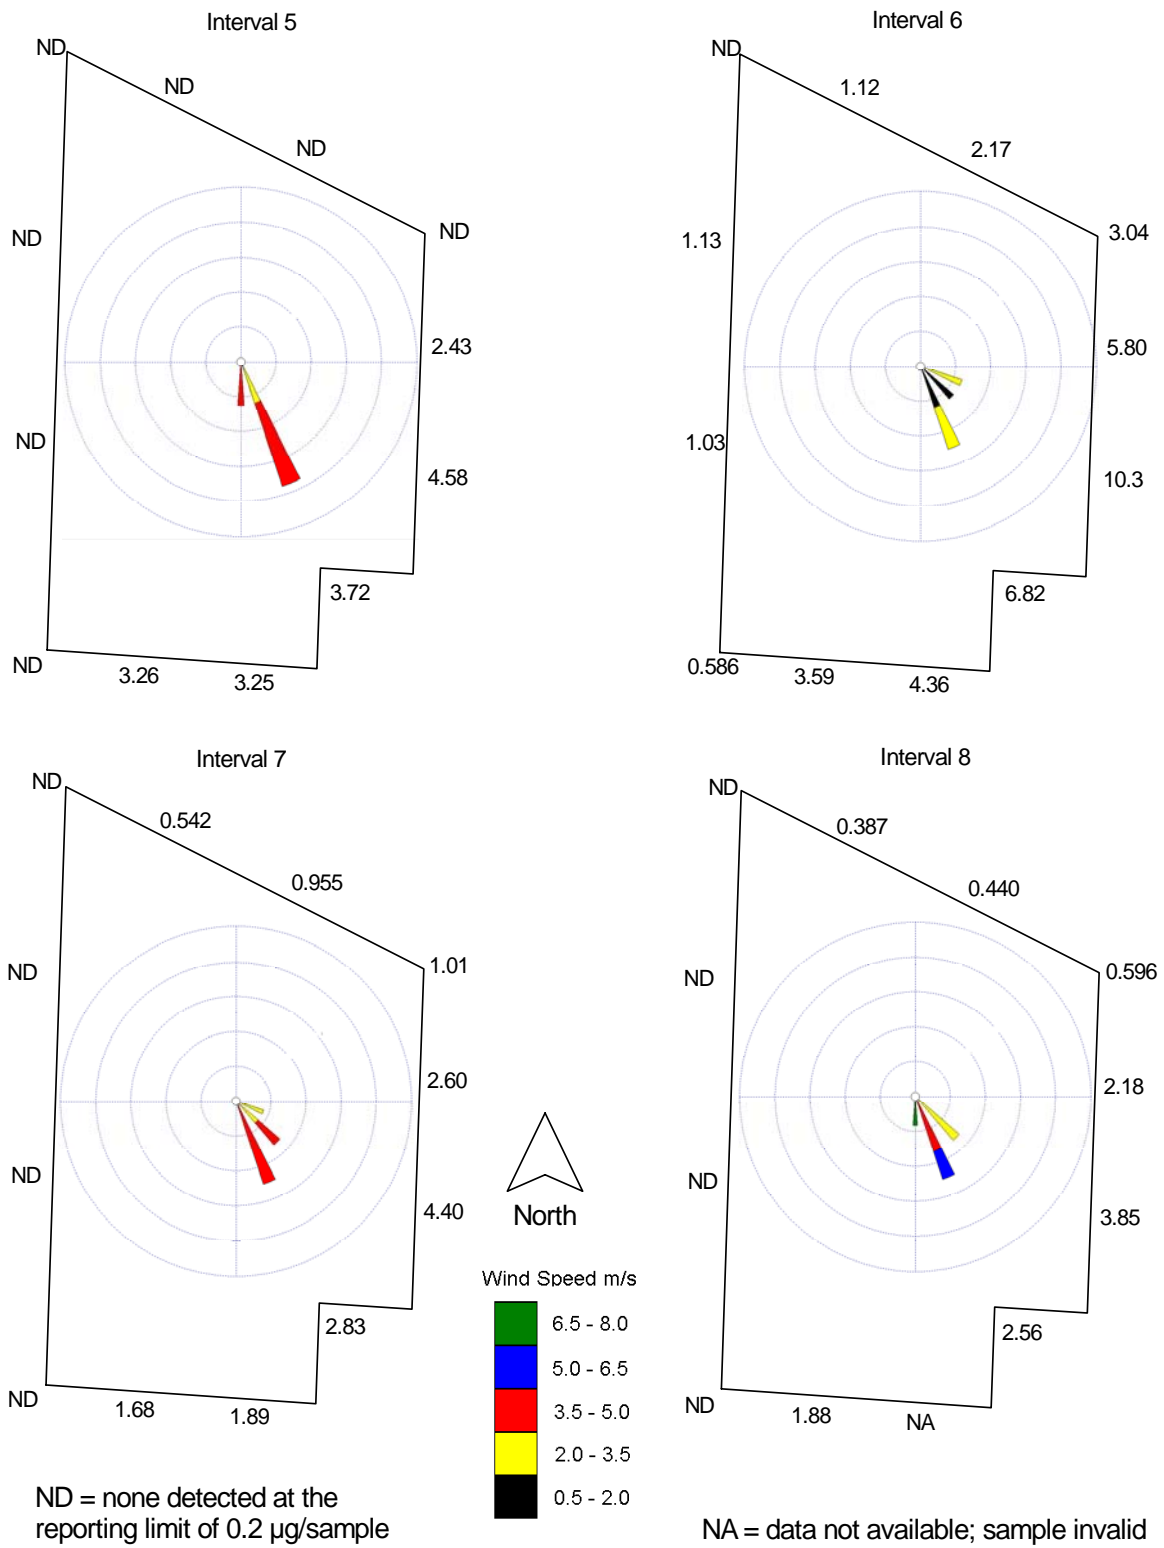 Interval 5
ND
ND
ND
ND
ND
2.43
ND
4.58
3.72
ND
3.26
3.25
Interval 6
ND
1.12
2.17
3.04
1.13
5.80
1.03
10.3
6.82
0.586
3.59
4.36
Interval 7
ND
0.542
0.955
1.01
ND
2.60
ND
4.40
2.83
ND
1.68
1.89
Interval 8
ND
0.387
0.440
0.596
ND
2.18
ND
3.85
2.56
ND
1.88
NA
North
Wind Speed m/s
6.5 - 8.0
5.0 - 6.5
3.5 - 5.0
2.0 - 3.5
0.5 - 2.0
ND = none detected at the
reporting limit of 0.2 µg/sample
NA = data not available; sample invalid